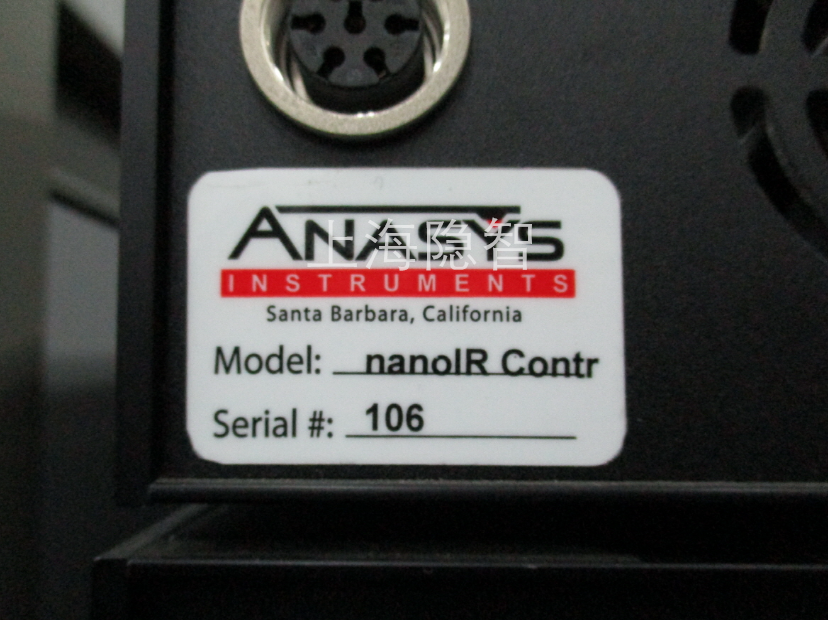 ANASYS
上海隐智
INSTRUMENTS
Santa Barbara, California
Model: nanoIR Contr
Serial #: 106